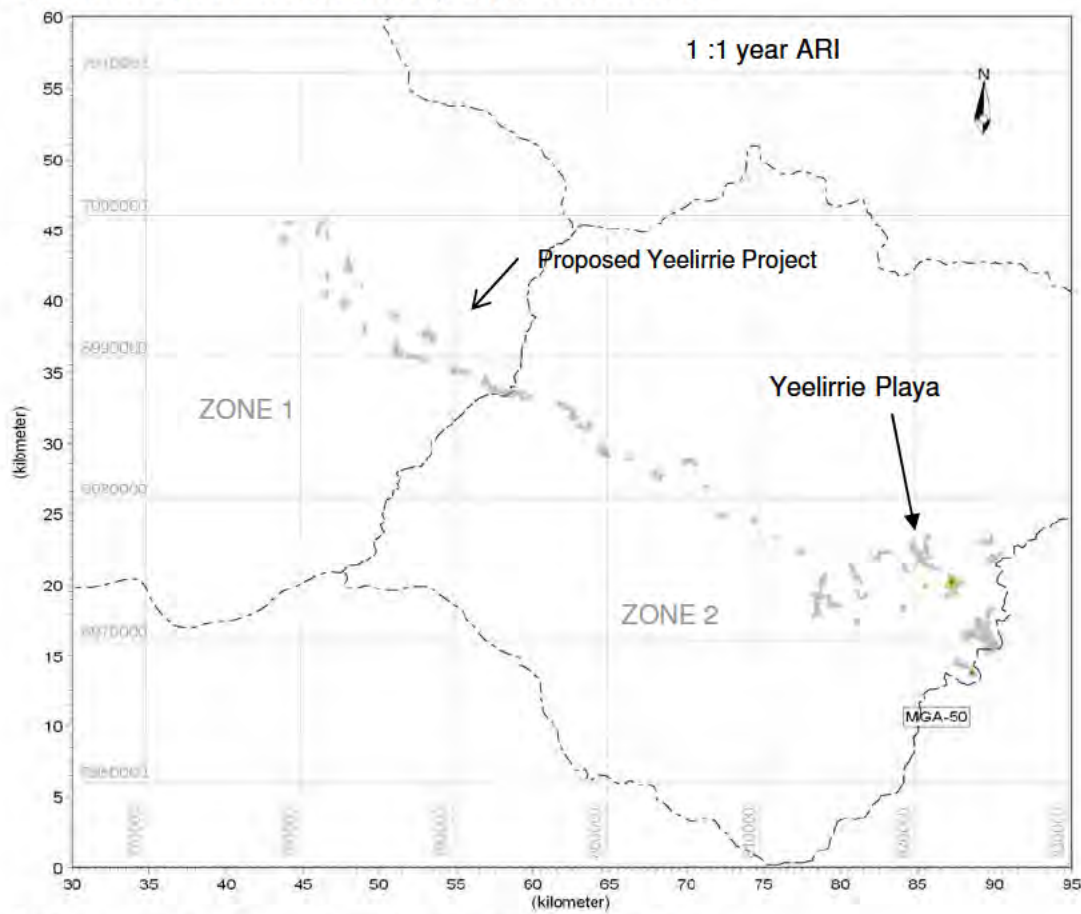 1 :1 year ARI
N
Proposed Yeelirrie Project
Yeelirrie Playa
ZONE 1
ZONE 2
MGA-50
(kilometer)
60
55
50
45
40
35
30
25
20
15
10
5
0
7000001
6980000
6970000
30 35 40 45 50 55 60 65 70 75 80 85 90 95
(kilometer)